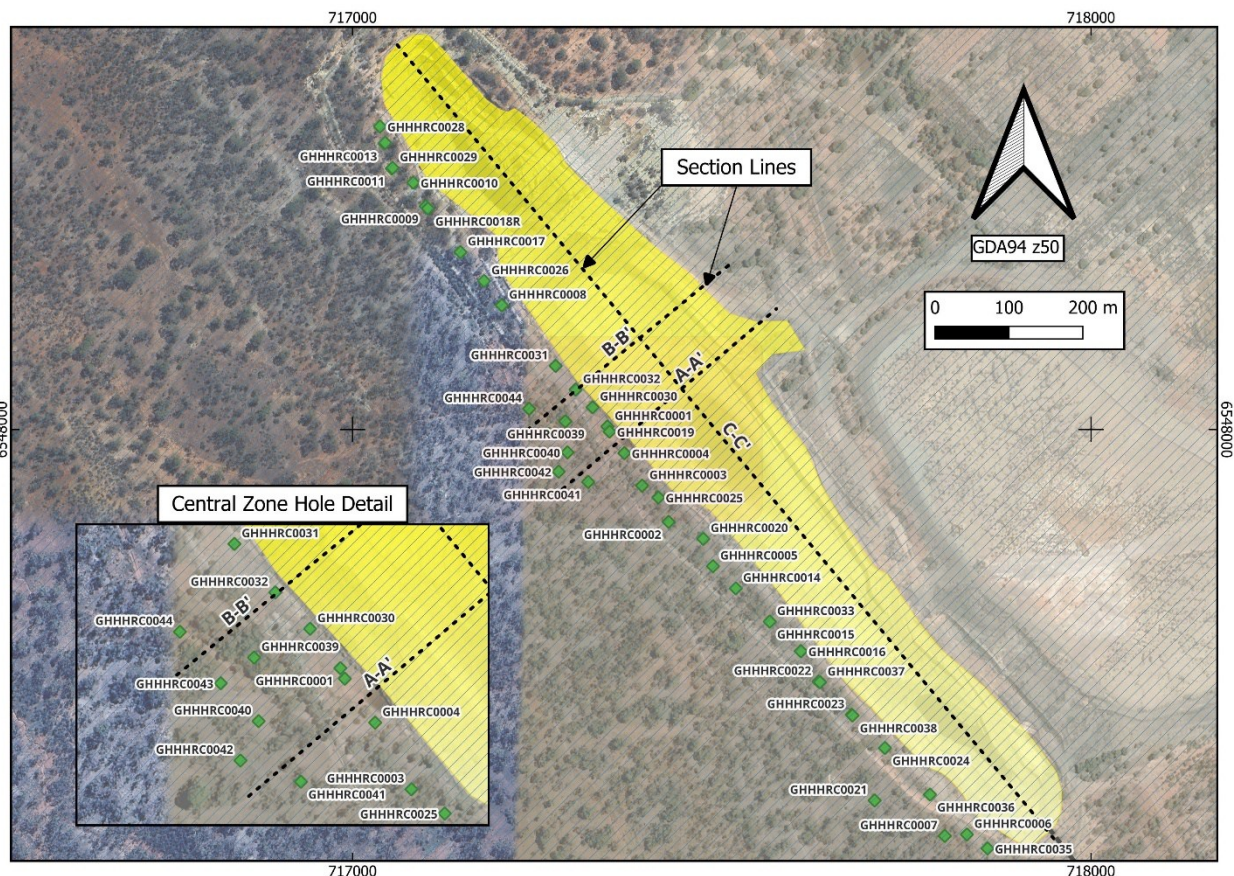 717000
718000
GHHHRC0028
GHHHRC0013
GHHHRC0029
GHHHRC0011
GHHHRC0010
GHHHRC0009
GHHHRC0018R
GHHHRC0017
GHHHRC0026
GHHHRC0008
Section Lines
GDA94 z50
0 100 200 m
B-B'
A-A'
C-C'
GHHHRC0031
GHHHRC0032
GHHHRC0044
GHHHRC0030
GHHHRC0001
GHHHRC0039
GHHHRC0019
GHHHRC0040
GHHHRC0004
GHHHRC0042
GHHHRC0003
GHHHRC0041
GHHHRC0025
GHHHRC0002
GHHHRC0020
GHHHRC0005
GHHHRC0014
GHHHRC0033
GHHHRC0015
GHHHRC0016
GHHHRC0022
GHHHRC0037
GHHHRC0023
GHHHRC0038
GHHHRC0024
GHHHRC0021
GHHHRC0036
GHHHRC0007
GHHHRC0006
GHHHRC0035
6548000
6548000
Central Zone Hole Detail
GHHHRC0031
GHHHRC0032
B-B'
GHHHRC0044
GHHHRC0030
GHHHRC0039
GHHHRC0043
GHHHRC0001
A-A'
GHHHRC0040
GHHHRC0004
GHHHRC0042
GHHHRC0003
GHHHRC0041
GHHHRC0025
717000
718000